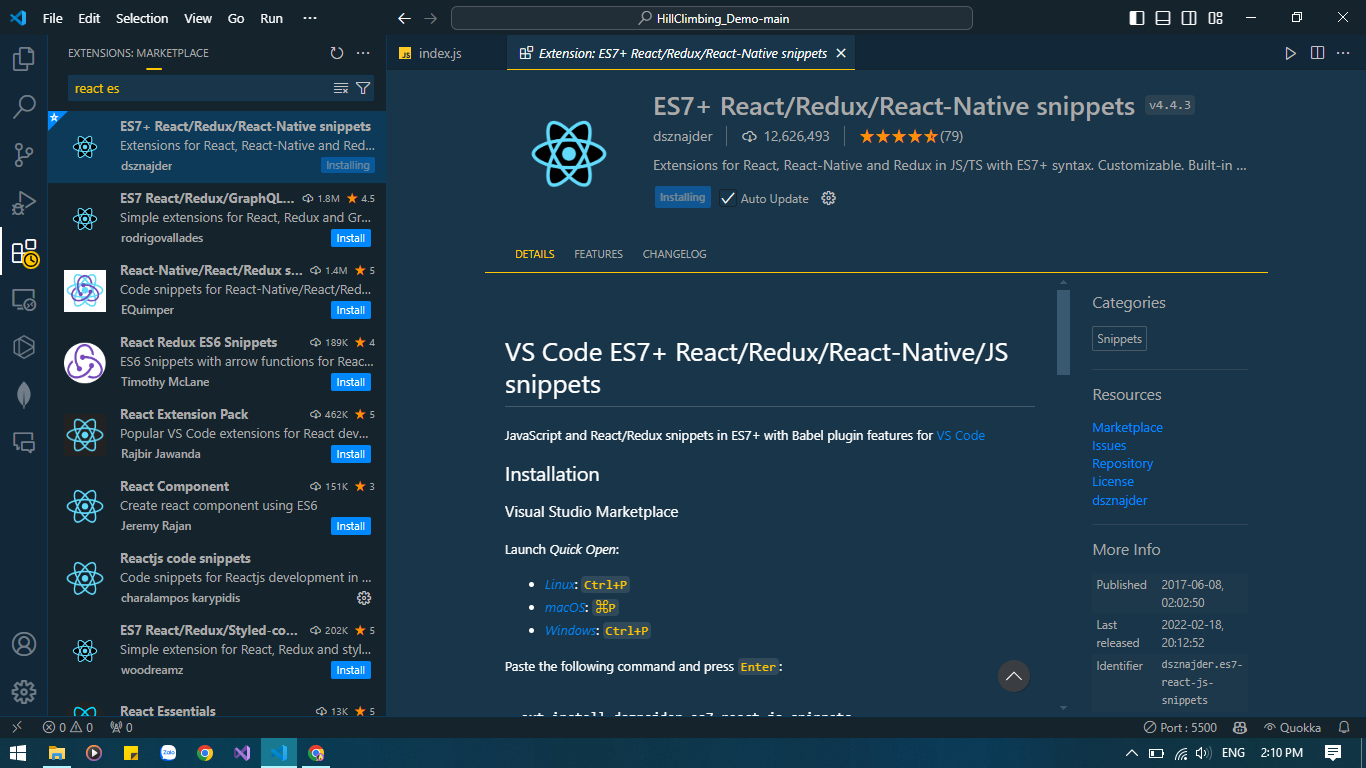 File Edit Selection View Go Run ···
HillClimbing_Demo-main
EXTENSIONS: MARKETPLACE
react es
ES7+ React/Redux/React-Native snippets
Extensions for React, React-Native and Red...
dsznajder
Installing
ES7 React/Redux/GraphQL... 1.8M 4.5
Simple extensions for React, Redux and Gr...
rodrigovallades
Install
React-Native/React/Redux s... 1.4M 5
Code snippets for React-Native/React/Red...
EQuimper
Install
React Redux ES6 Snippets 189K 4
ES6 Snippets with arrow functions for Reac...
Timothy McLane
Install
React Extension Pack 462K 5
Popular VS Code extensions for React dev...
Rajbir Jawanda
Install
React Component 151K 3
Create react component using ES6
Jeremy Rajan
Install
Reactjs code snippets
Code snippets for Reactjs development in ...
charalampos karypidis
ES7 React/Redux/Styled-co... 202K 5
Simple extension for React, Redux and styl...
woodreamz
Install
React Essentials 13K 5
JS index.js
Extension: ES7+ React/Redux/React-Native snippets
ES7+ React/Redux/React-Native snippets v4.4.3
dsznajder 12,626,493 (79)
Extensions for React, React-Native and Redux in JS/TS with ES7+ syntax. Customizable. Built-in ...
Installing Auto Update
DETAILS FEATURES CHANGELOG
VS Code ES7+ React/Redux/React-Native/JS
snippets
JavaScript and React/Redux snippets in ES7+ with Babel plugin features for VS Code
Installation
Visual Studio Marketplace
Launch Quick Open:
• Linux: Ctrl+P
• macOS: ⌘P
• Windows: Ctrl+P
Paste the following command and press Enter:
ext install dsznajder.es7-react-js-snippets
Categories
Snippets
Resources
Marketplace
Issues
Repository
License
dsznajder
More Info
Published 2017-06-08,
02:02:50
Last 2022-02-18,
released 20:12:52
Identifier dsznajder.es7-
react-js-
snippets
0 0 0
Port : 5500 Quokka
Zalo
ENG 2:10 PM